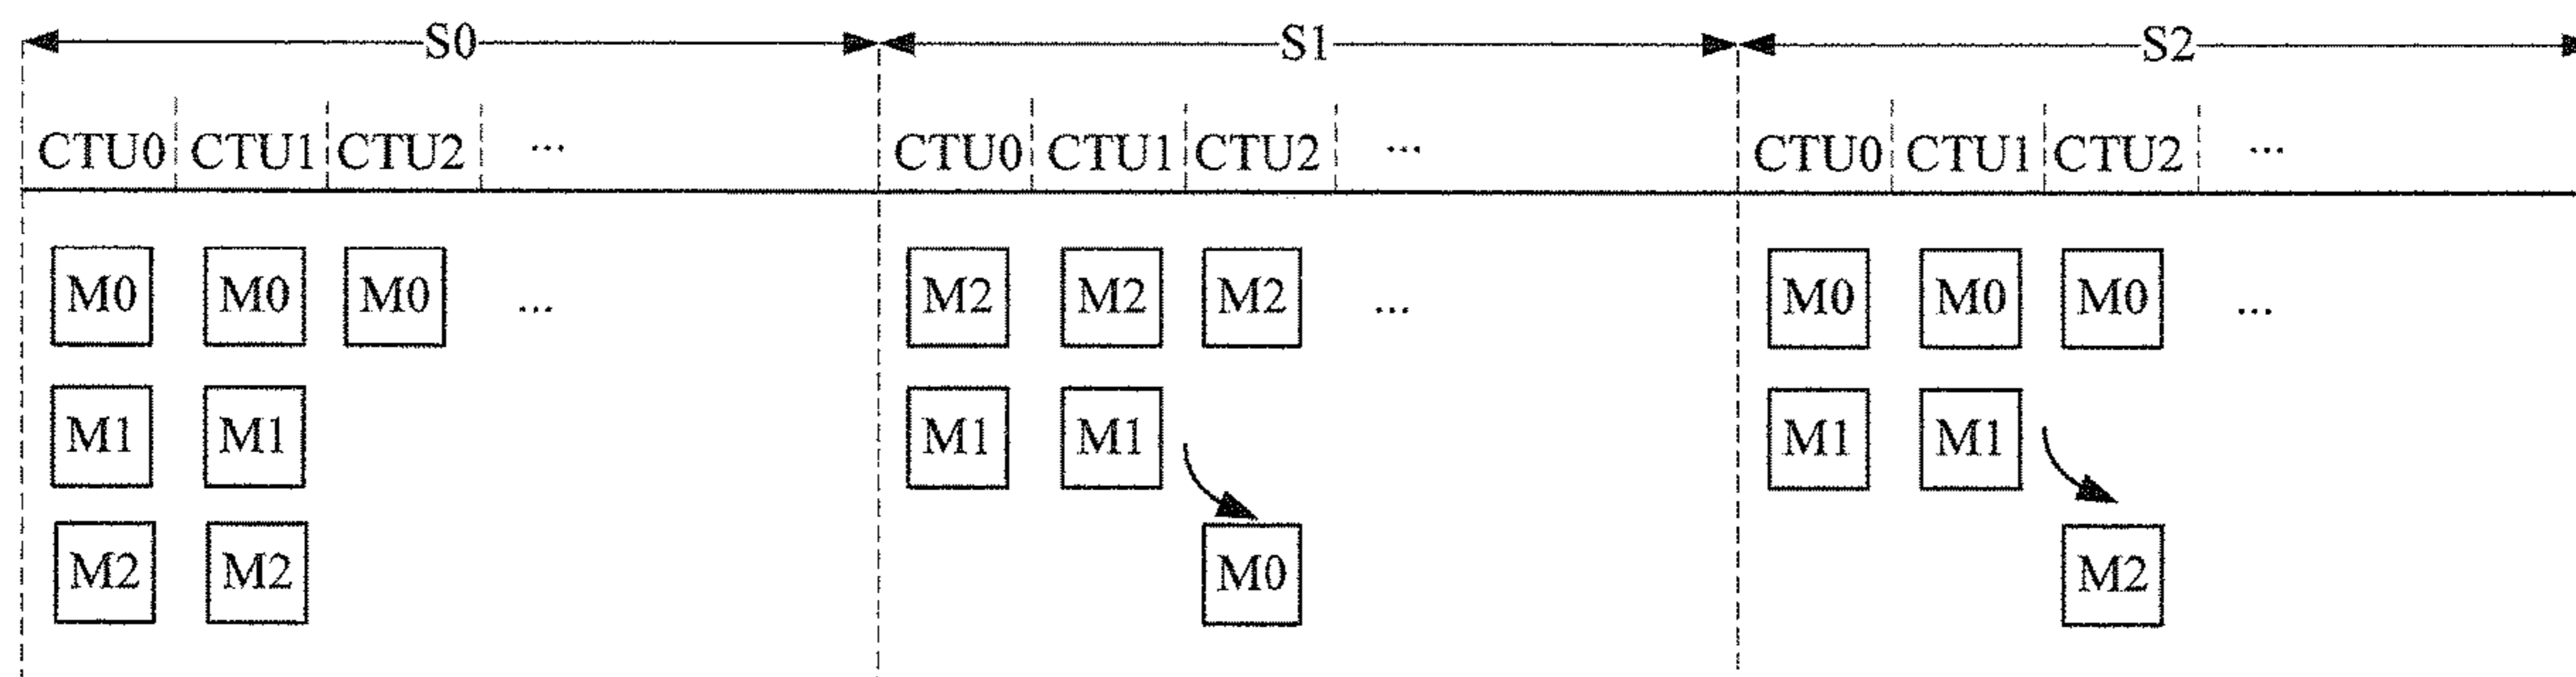 S0 S1 S2
CTU0 CTU1 CTU2 ... CTU0 CTU1 CTU2 ... CTU0 CTU1 CTU2 ...
M0 M0 M0 ... M2 M2 M2 ... M0 M0 M0 ...
M1 M1 M1 M1 M1 M1
M2 M2 M0 M2